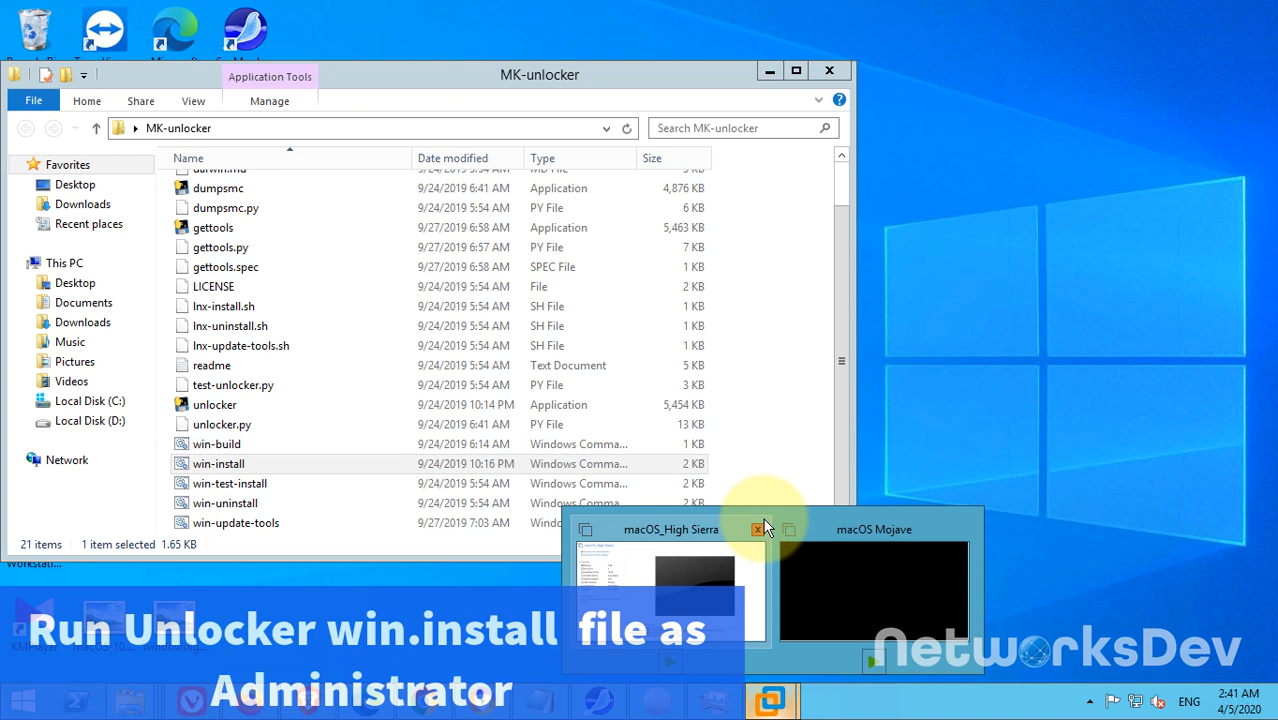 Application Tools
MK-unlocker
File
Home
Share
View
Manage
MK-unlocker
Search MK-unlocker
Favorites
Desktop
Downloads
Recent places
This PC
Desktop
Documents
Downloads
Music
Pictures
Videos
Local Disk (C:)
Local Disk (D:)
Network
Name Date modified Type Size
dumpsmc 9/24/2019 6:41 AM Application 4,876 KB
dumpsmc.py 9/24/2019 5:54 AM PY File 6 KB
gettools 9/27/2019 6:58 AM Application 5,463 KB
gettools.py 9/27/2019 6:57 AM PY File 7 KB
gettools.spec 9/27/2019 6:58 AM SPEC File 1 KB
LICENSE 9/24/2019 5:54 AM File 2 KB
lnx-install.sh 9/24/2019 5:54 AM SH File 1 KB
lnx-uninstall.sh 9/24/2019 5:54 AM SH File 1 KB
lnx-update-tools.sh 9/24/2019 5:54 AM SH File 1 KB
readme 9/24/2019 5:54 AM Text Document 5 KB
test-unlocker.py 9/24/2019 5:54 AM PY File 3 KB
unlocker 9/24/2019 10:14 PM Application 5,454 KB
unlocker.py 9/24/2019 6:41 AM PY File 13 KB
win-build 9/24/2019 6:14 AM Windows Comma... 1 KB
win-install 9/24/2019 10:16 PM Windows Comma... 2 KB
win-test-install 9/24/2019 5:54 AM Windows Comma... 2 KB
win-uninstall 9/24/2019 5:54 AM Windows Comma... 2 KB
win-update-tools 9/27/2019 7:03 AM
21 items 1 item selected 1.65 KB
macOS_High Sierra
x
macOS Mojave
Run Unlocker win.install file as
Administrator
NetworksDev
ENG
2:41 AM
4/5/2020